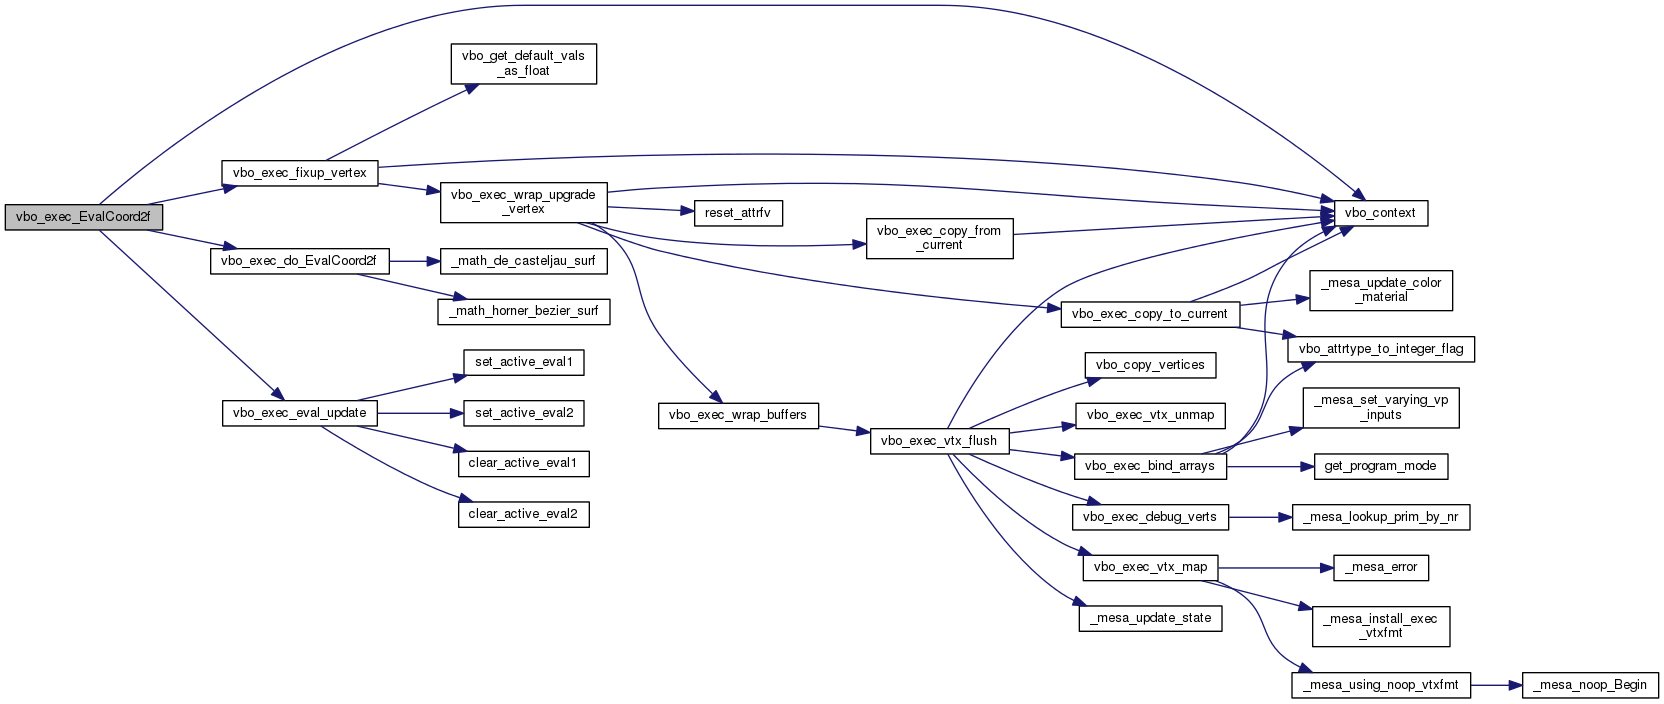 vbo_exec_EvalCoord2f
vbo_get_default_vals
_as_float
vbo_exec_fixup_vertex
vbo_exec_wrap_upgrade
_vertex
reset_attrfv
vbo_exec_copy_from
_current
vbo_context
vbo_exec_do_EvalCoord2f
_math_de_casteljau_surf
_math_horner_bezier_surf
vbo_exec_copy_to_current
_mesa_update_color
_material
vbo_attrtype_to_integer_flag
vbo_exec_eval_update
set_active_eval1
set_active_eval2
clear_active_eval1
clear_active_eval2
vbo_exec_wrap_buffers
vbo_exec_vtx_flush
vbo_copy_vertices
vbo_exec_vtx_unmap
vbo_exec_bind_arrays
_mesa_set_varying_vp
_inputs
get_program_mode
vbo_exec_debug_verts
_mesa_lookup_prim_by_nr
vbo_exec_vtx_map
_mesa_error
_mesa_update_state
_mesa_install_exec
_vtxfmt
_mesa_using_noop_vtxfmt
_mesa_noop_Begin